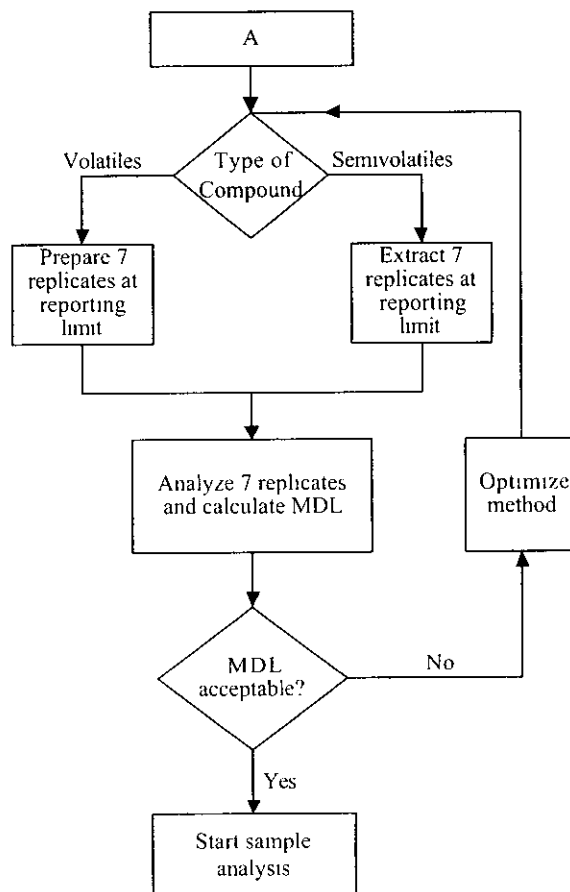 A
Type of
Compound
Volatiles
Semivolatiles
Prepare 7
replicates at
reporting
limit
Extract 7
replicates at
reporting
limit
Analyze 7 replicates
and calculate MDL
Optimize
method
MDL
acceptable?
No
Yes
Start sample
analysis